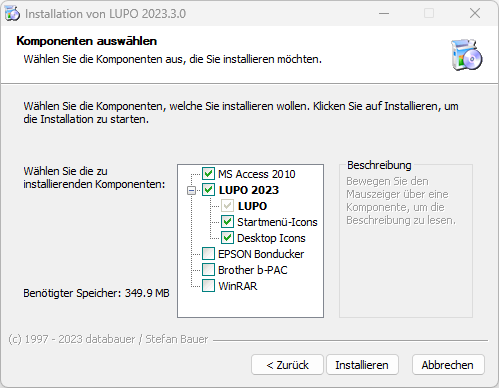 Installation von LUPO 2023.3.0
Komponenten auswählen
Wählen Sie die Komponenten aus, die Sie installieren möchten.
Wählen Sie die Komponenten, welche Sie installieren wollen. Klicken Sie auf Installieren, um
die Installation zu starten.
Wählen Sie die zu
installierenden Komponenten:
MS Access 2010
LUPO 2023
LUPO
Startmenü-Icons
Desktop Icons
EPSON Bonducker
Brother b-PAC
WinRAR
Beschreibung
Bewegen Sie den
Mauszeiger über eine
Komponente, um die
Beschreibung zu lesen.
Benötigter Speicher: 349.9 MB
(c) 1997 - 2023 databauer / Stefan Bauer
< Zurück
Installieren
Abbrechen